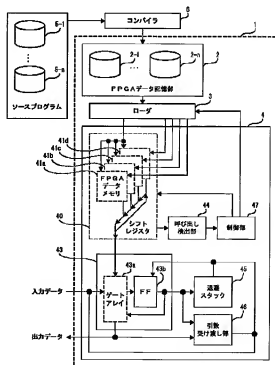 5-1
5-n
ソースプログラム
コンパイラ
6
1
2-1
2-n
2
FPGAデータ記憶部
ローダ
3
4
41d
41c
41b
41a
FPGA
データ
メモリ
40
シフト
レジスタ
呼び出し
検出部
44
制御部
47
43
43a
43b
ゲート
アレイ
FF
45
退避
スタック
46
引数
受け渡し部
入力データ
出力データ